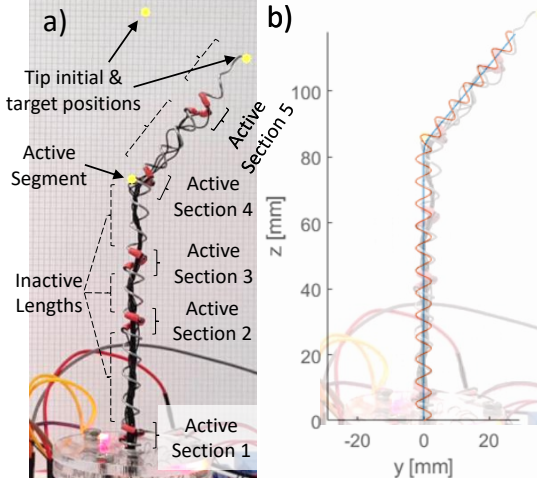 a)
Tip initial &
target positions
Active
Segment
Inactive
Lengths
Active
Section 5
Active
Section 4
Active
Section 3
Active
Section 2
Active
Section 1
b)
100
80
60
40
20
0
z [mm]
-20
0
20
y [mm]